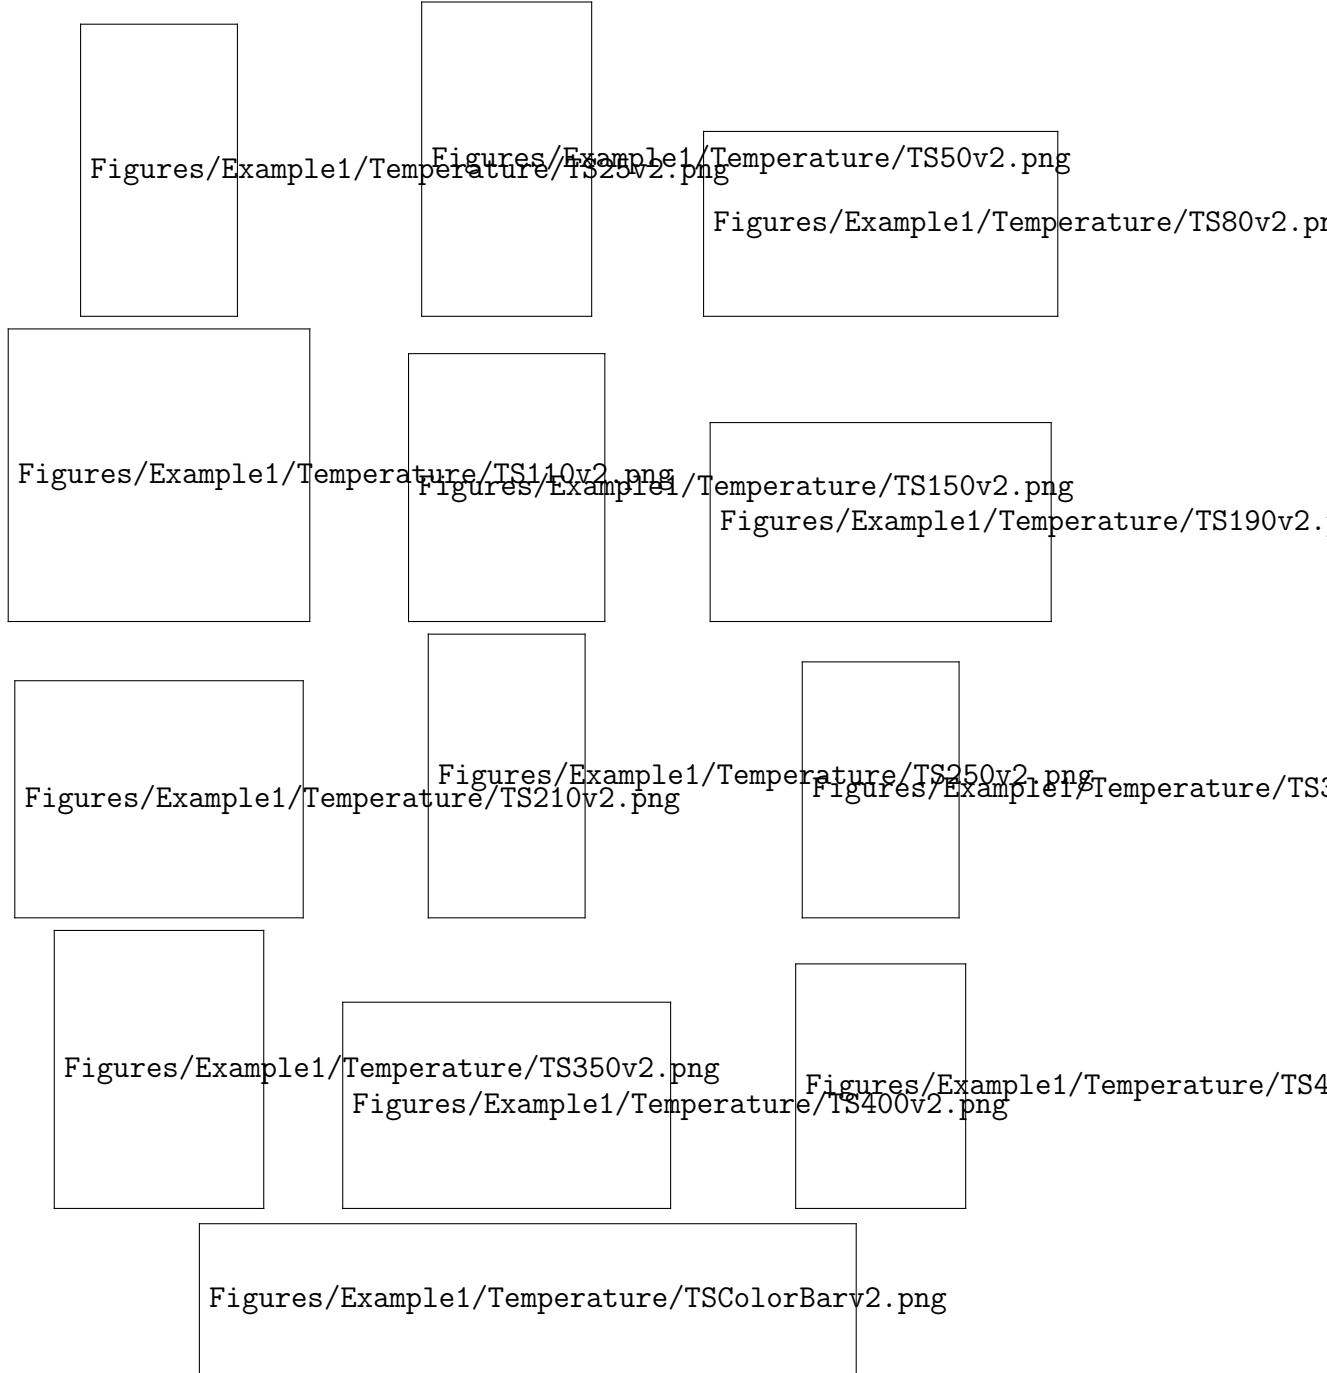 Figures/Example1/Temperature/TS25v2.png
Figures/Example1/Temperature/TS50v2.png
Figures/Example1/Temperature/TS80v2.pn
Figures/Example1/Temperature/TS110v2.png
Figures/Example1/Temperature/TS150v2.png
Figures/Example1/Temperature/TS190v2.
Figures/Example1/Temperature/TS210v2.png
Figures/Example1/Temperature/TS250v2.png
Figures/Example1/Temperature/TS3
Figures/Example1/Temperature/TS350v2.png
Figures/Example1/Temperature/TS400v2.png
Figures/Example1/Temperature/TS4
Figures/Example1/Temperature/TSColorBarv2.png